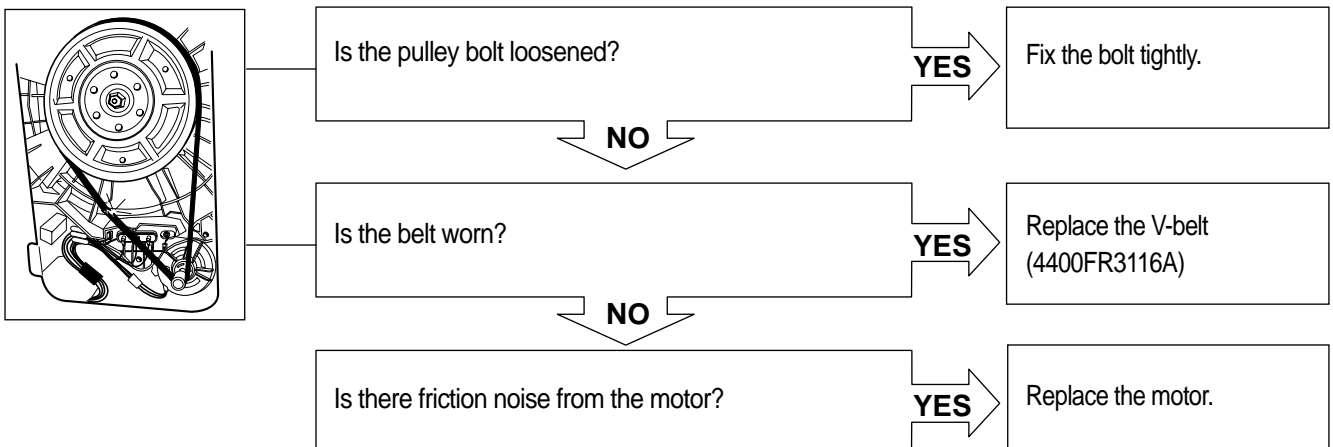 Is the pulley bolt loosened?
YES
Fix the bolt tightly.
NO
Is the belt worn?
YES
Replace the V-belt
(4400FR3116A)
NO
Is there friction noise from the motor?
YES
Replace the motor.